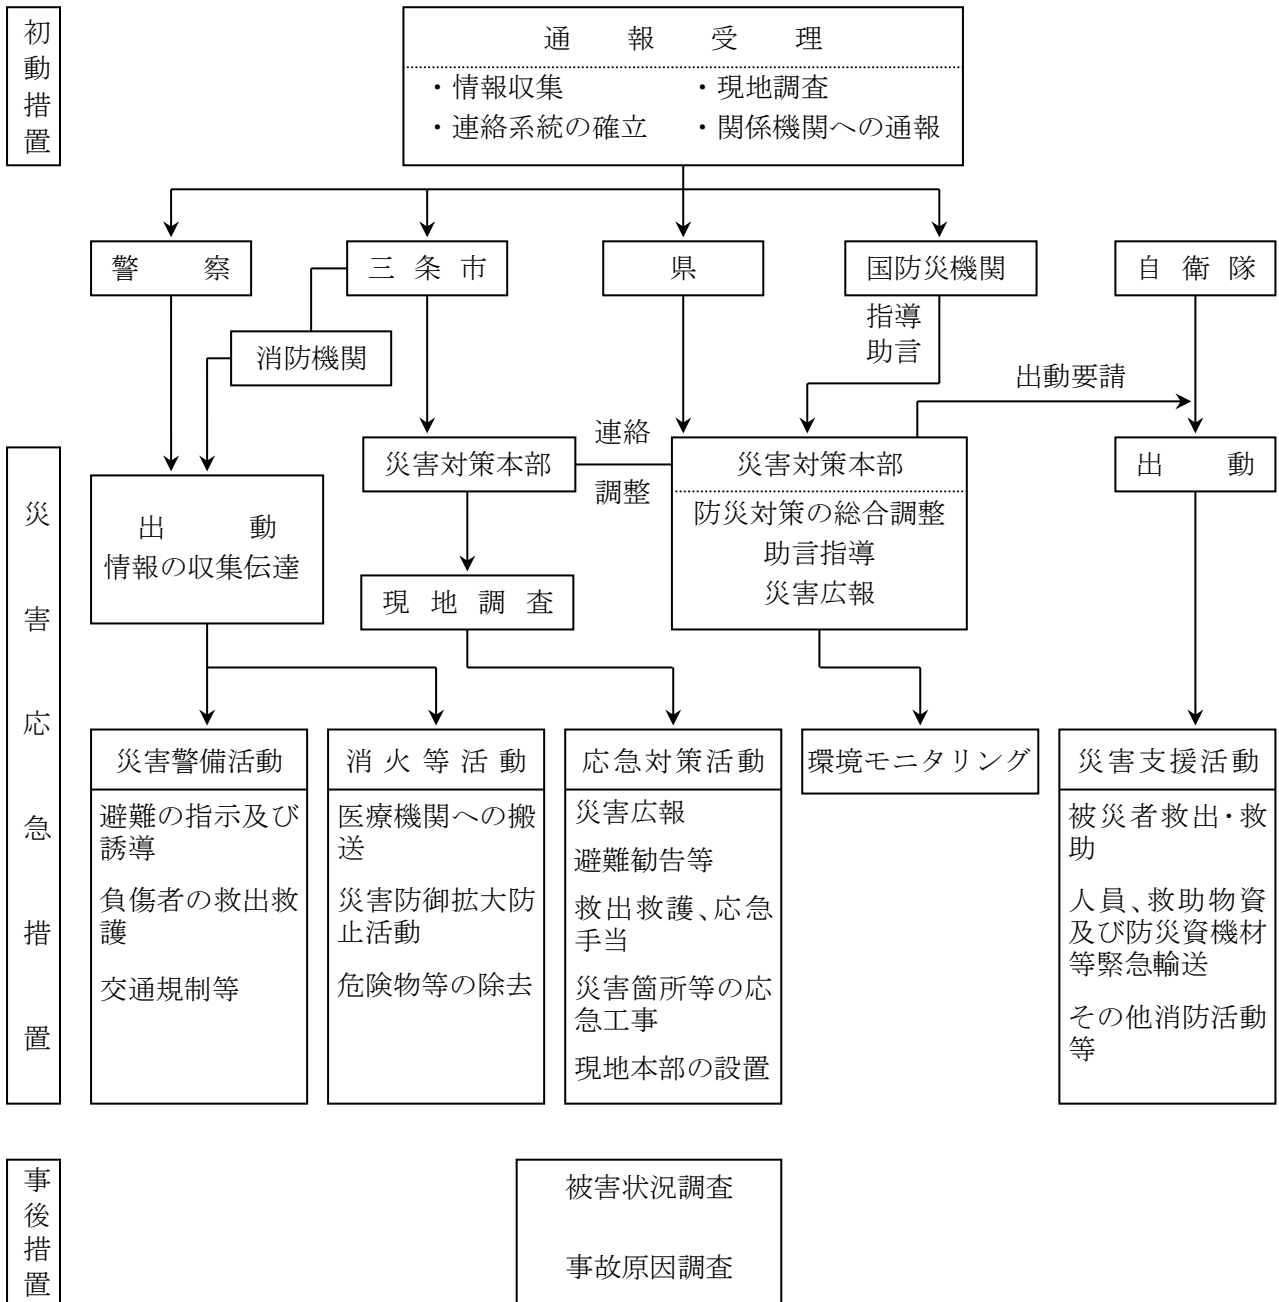 初動措置
通報受理
・情報収集 ・現地調査
・連絡系統の確立 ・関係機関への通報
警察
三条市
県
国防災機関
自衛隊
消防機関
指導
助言
出動要請
災害応急措置
災害対策本部
連絡
調整
災害対策本部
防災対策の総合調整
助言指導
災害広報
出動
出動
情報の収集伝達
現地調査
災害警備活動
避難の指示及び
誘導
負傷者の救出救
護
交通規制等
消火等活動
医療機関への搬
送
災害防御拡大防
止活動
危険物等の除去
応急対策活動
災害広報
避難勧告等
救出救護、応急
手当
災害箇所等の応
急工事
現地本部の設置
環境モニタリング
災害支援活動
被災者救出・救
助
人員、救助物資
及び防災資機材
等緊急輸送
その他消防活動
等
事後措置
被害状況調査
事故原因調査